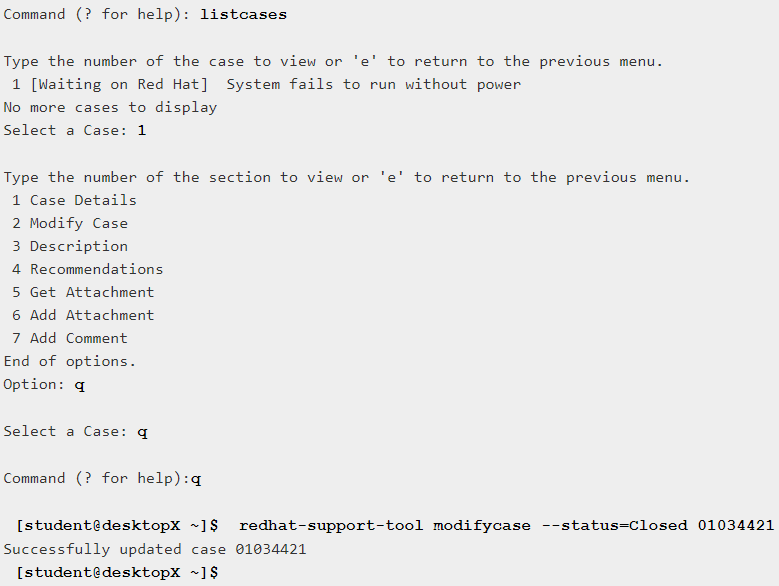 Command (? for help): listcases
Type the number of the case to view or 'e' to return to the previous menu.
1 [Waiting on Red Hat]  System fails to run without power
No more cases to display
Select a Case: 1
Type the number of the section to view or 'e' to return to the previous menu.
1 Case Details
2 Modify Case
3 Description
4 Recommendations
5 Get Attachment
6 Add Attachment
7 Add Comment
End of options.
Option: q
Select a Case: q
Command (? for help):q
[student@desktopX ~]$  redhat-support-tool modifycase --status=Closed 01034421
Successfully updated case 01034421
[student@desktopX ~]$